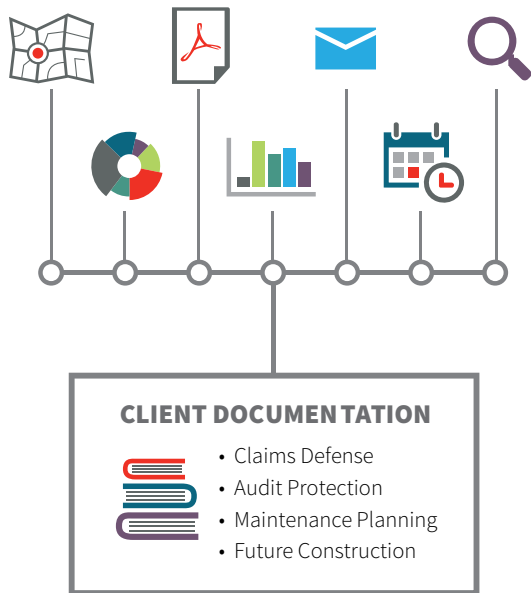 CLIENT DOCUMENTATION
• Claims Defense
• Audit Protection
• Maintenance Planning
• Future Construction